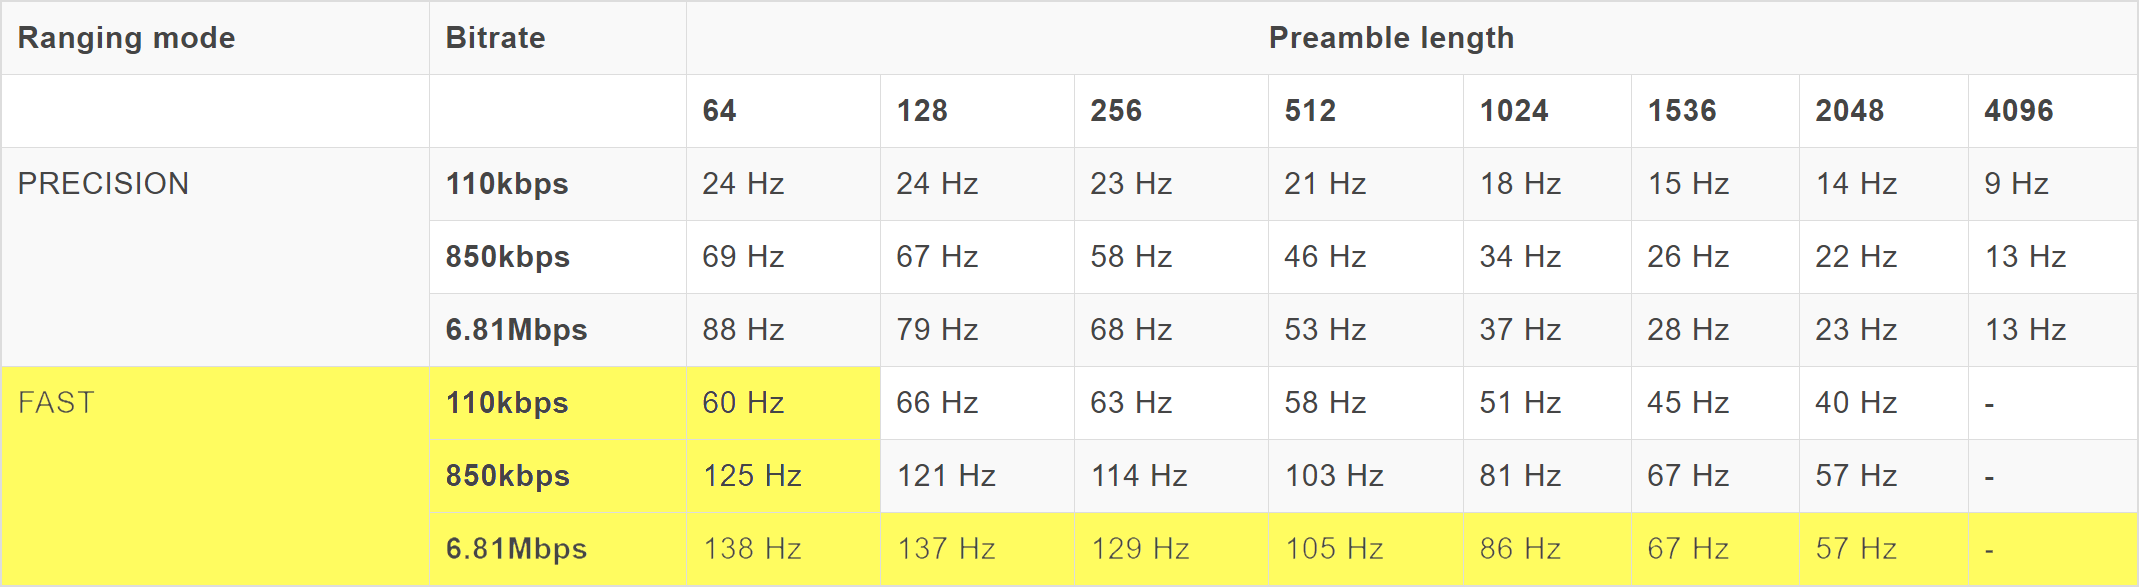 Ranging mode Bitrate Preamble length
64 128 256 512 1024 1536 2048 4096
PRECISION 110kbps 24 Hz 24 Hz 23 Hz 21 Hz 18 Hz 15 Hz 14 Hz 9 Hz
850kbps 69 Hz 67 Hz 58 Hz 46 Hz 34 Hz 26 Hz 22 Hz 13 Hz
6.81Mbps 88 Hz 79 Hz 68 Hz 53 Hz 37 Hz 28 Hz 23 Hz 13 Hz
FAST 110kbps 60 Hz 66 Hz 63 Hz 58 Hz 51 Hz 45 Hz 40 Hz -
850kbps 125 Hz 121 Hz 114 Hz 103 Hz 81 Hz 67 Hz 57 Hz -
6.81Mbps 138 Hz 137 Hz 129 Hz 105 Hz 86 Hz 67 Hz 57 Hz -